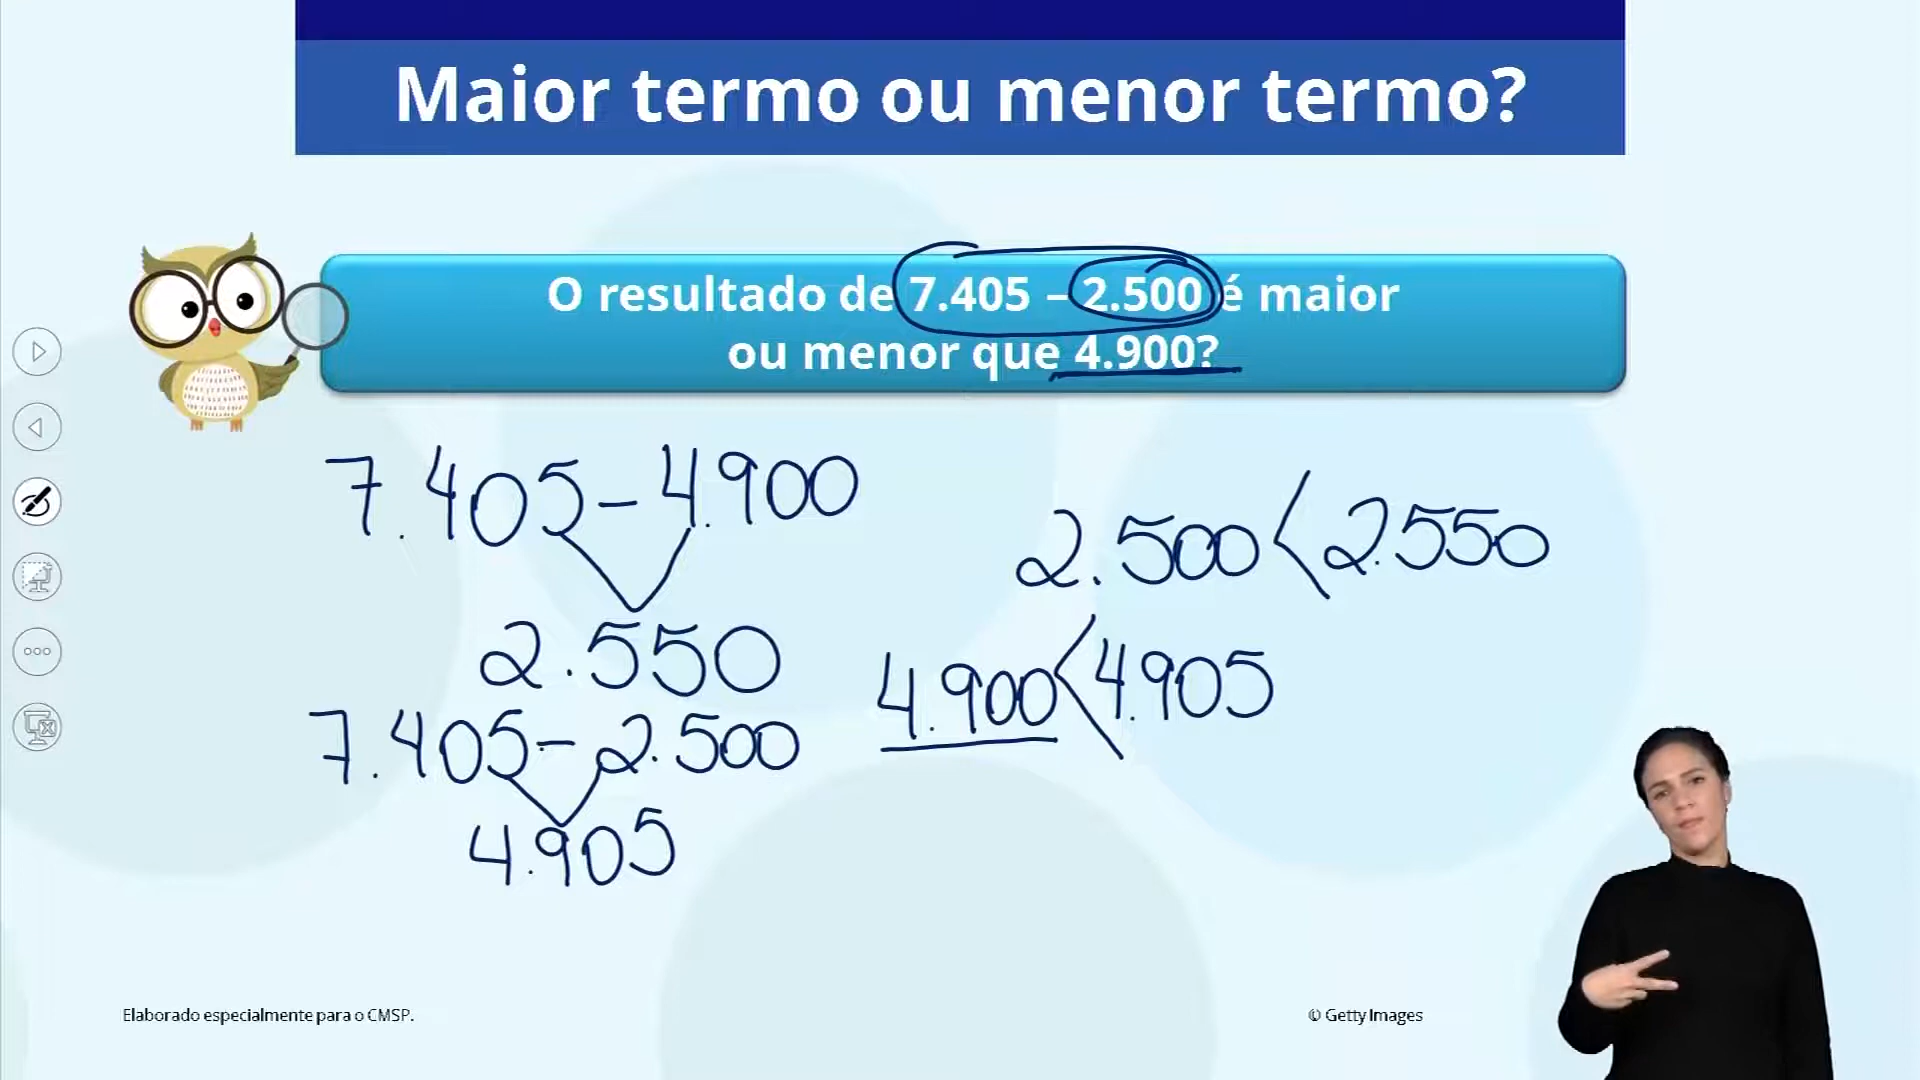 Maior termo ou menor termo?
O resultado de 7.405 – 2.500 é maior
ou menor que 4.900?
7.405 – 4.900
2.550
7.405 – 2.500
4.905
2.500 < 2.550
4.900 < 4.905
Elaborado especialmente para o CMSP.
© Getty Images